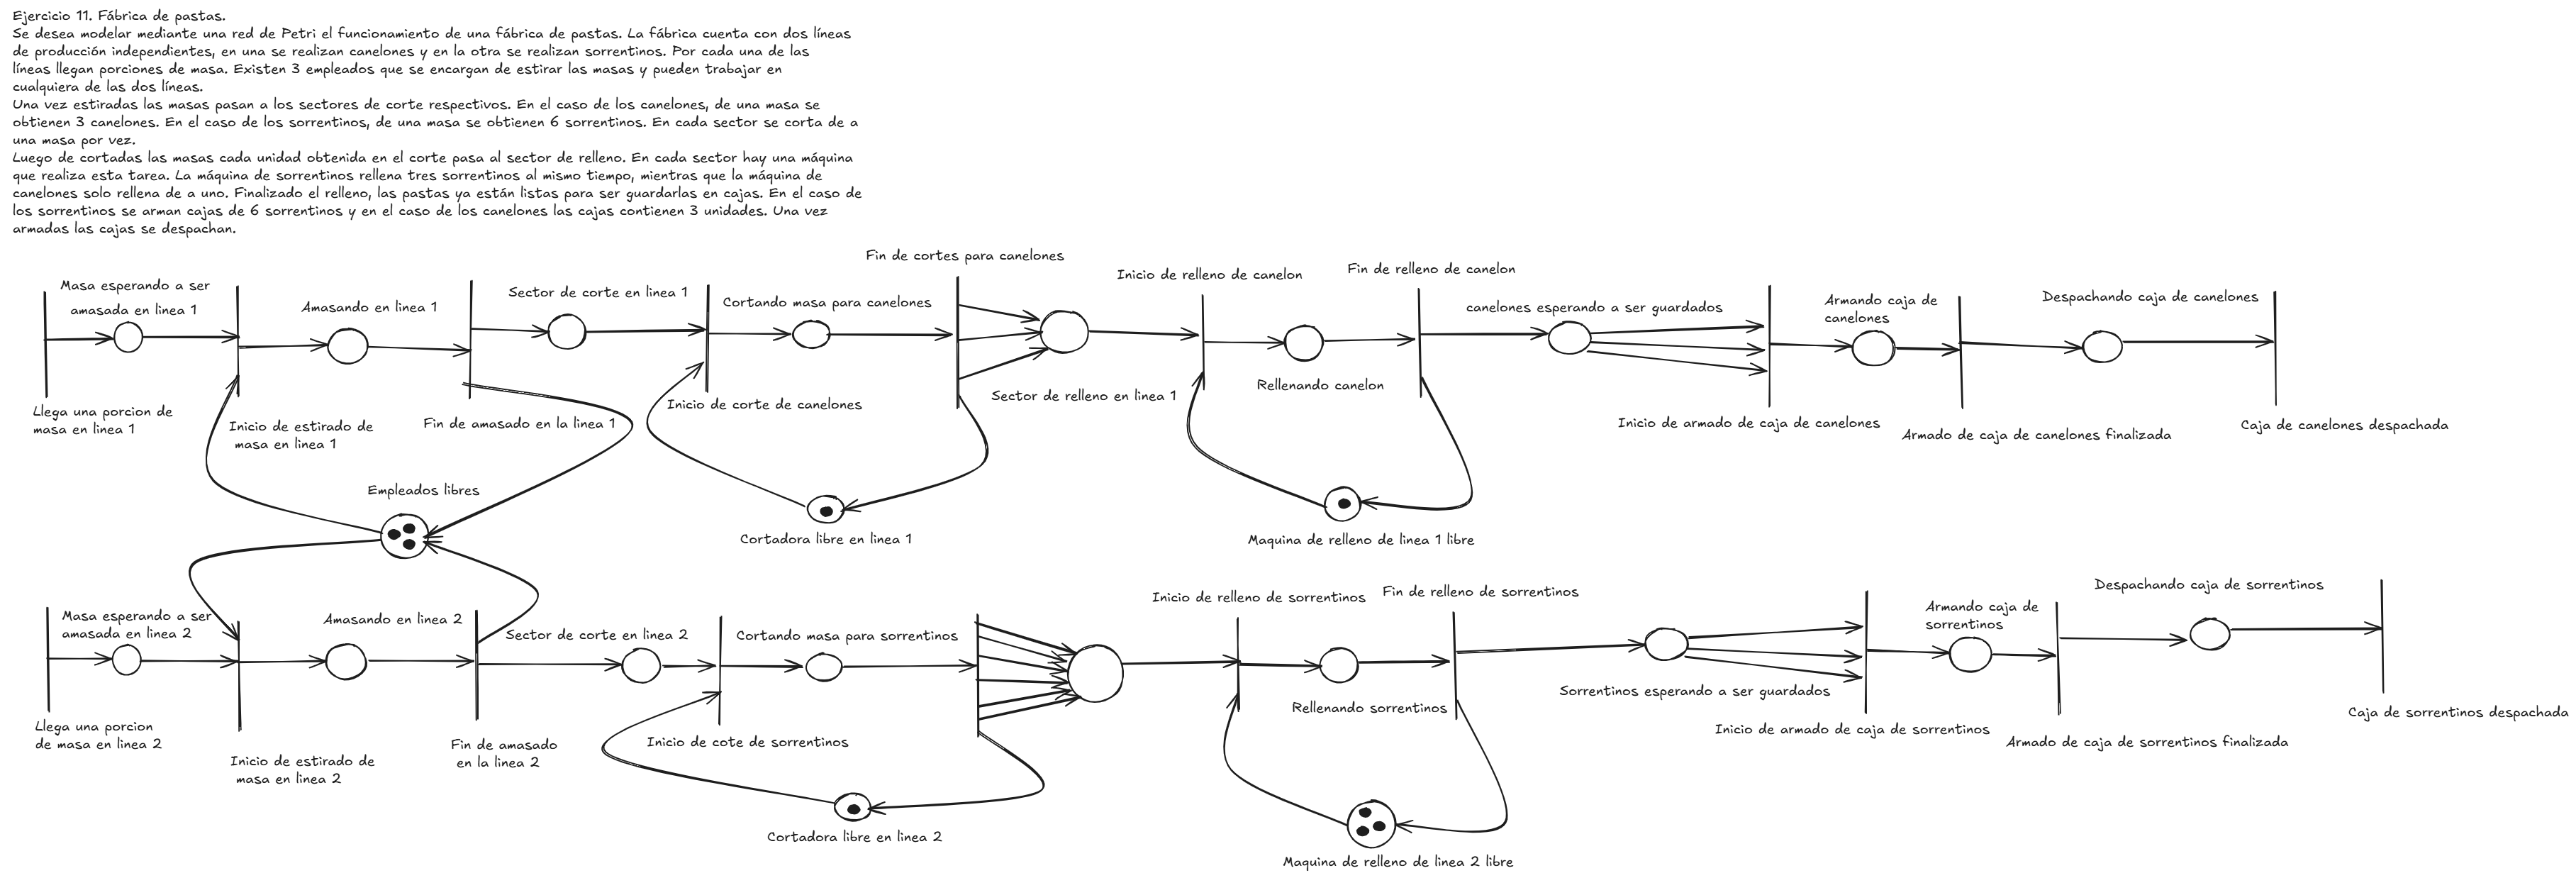 Ejercicio 11. Fábrica de pastas.
Se desea modelar mediante una red de Petri el funcionamiento de una fábrica de pastas. La fábrica cuenta con dos líneas
de producción independientes, en una se realizan canelones y en la otra se realizan sorrentinos. Por cada una de las
líneas llegan porciones de masa. Existen 3 empleados que se encargan de estirar las masas y pueden trabajar en
cualquiera de las dos líneas.
Una vez estiradas las masas pasan a los sectores de corte respectivos. En el caso de los canelones, de una masa se
obtienen 3 canelones. En el caso de los sorrentinos, de una masa se obtienen 6 sorrentinos. En cada sector se corta de a
una masa por vez.
Luego de cortadas las masas cada unidad obtenida en el corte pasa al sector de relleno. En cada sector hay una máquina
que realiza esta tarea. La máquina de sorrentinos rellena tres sorrentinos al mismo tiempo, mientras que la máquina de
canelones solo rellena de a uno. Finalizado el relleno, las pastas ya están listas para ser guardarlas en cajas. En el caso de
los sorrentinos se arman cajas de 6 sorrentinos y en el caso de los canelones las cajas contienen 3 unidades. Una vez
armadas las cajas se despachan.
Masa esperando a ser
amasada en linea 1
Amasando en linea 1
Sector de corte en linea 1
Cortando masa para canelones
Fin de cortes para canelones
Inicio de relleno de canelon
Fin de relleno de canelon
canelones esperando a ser guardados
Armando caja de
canelones
Despachando caja de canelones
Llega una porcion de
masa en linea 1
Inicio de estirado de
masa en linea 1
Fin de amasado en la linea 1
Inicio de corte de canelones
Sector de relleno en linea 1
Rellenando canelon
Inicio de armado de caja de canelones
Armado de caja de canelones finalizada
Caja de canelones despachada
Empleados libres
Cortadora libre en linea 1
Maquina de relleno de linea 1 libre
Masa esperando a ser
amasada en linea 2
Amasando en linea 2
Sector de corte en linea 2
Cortando masa para sorrentinos
Inicio de relleno de sorrentinos
Fin de relleno de sorrentinos
Armando caja de
sorrentinos
Despachando caja de sorrentinos
Llega una porcion
de masa en linea 2
Inicio de estirado de
masa en linea 2
Fin de amasado
en la linea 2
Inicio de cote de sorrentinos
Rellenando sorrentinos
Sorrentinos esperando a ser guardados
Inicio de armado de caja de sorrentinos
Armado de caja de sorrentinos finalizada
Caja de sorrentinos despachada
Cortadora libre en linea 2
Maquina de relleno de linea 2 libre